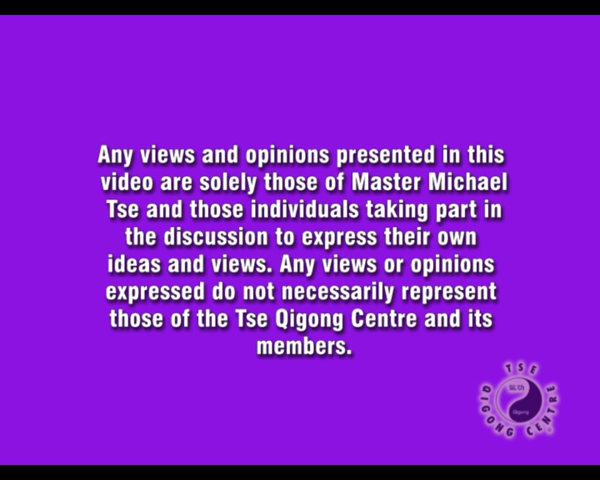 Any views and opinions presented in this
video are solely those of Master Michael
Tse and those individuals taking part in
the discussion to express their own
ideas and views. Any views or opinions
expressed do not necessarily represent
those of the Tse Qigong Centre and its
members.
TSE
QIGONG CENTRE
Qigong